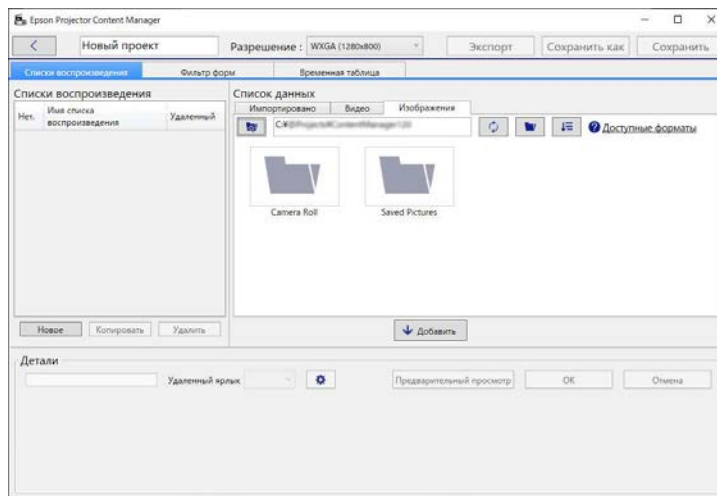 Epson Projector Content Manager
Новый проект
Разрешение :
WXGA (1280x800)
Экспорт
Сохранить как
Сохранить
Списки воспроизведения
Фильтр форм
Временная таблица
Списки воспроизведения
Нет.
Имя списка
воспроизведения
Удаленный
Список данных
Импортировано
Видео
Изображения
Доступные форматы
Camera Roll
Saved Pictures
Новое
Копировать
Удалить
Добавить
Детали
Удаленный ярлык
Предварительный просмотр
OK
Отмена